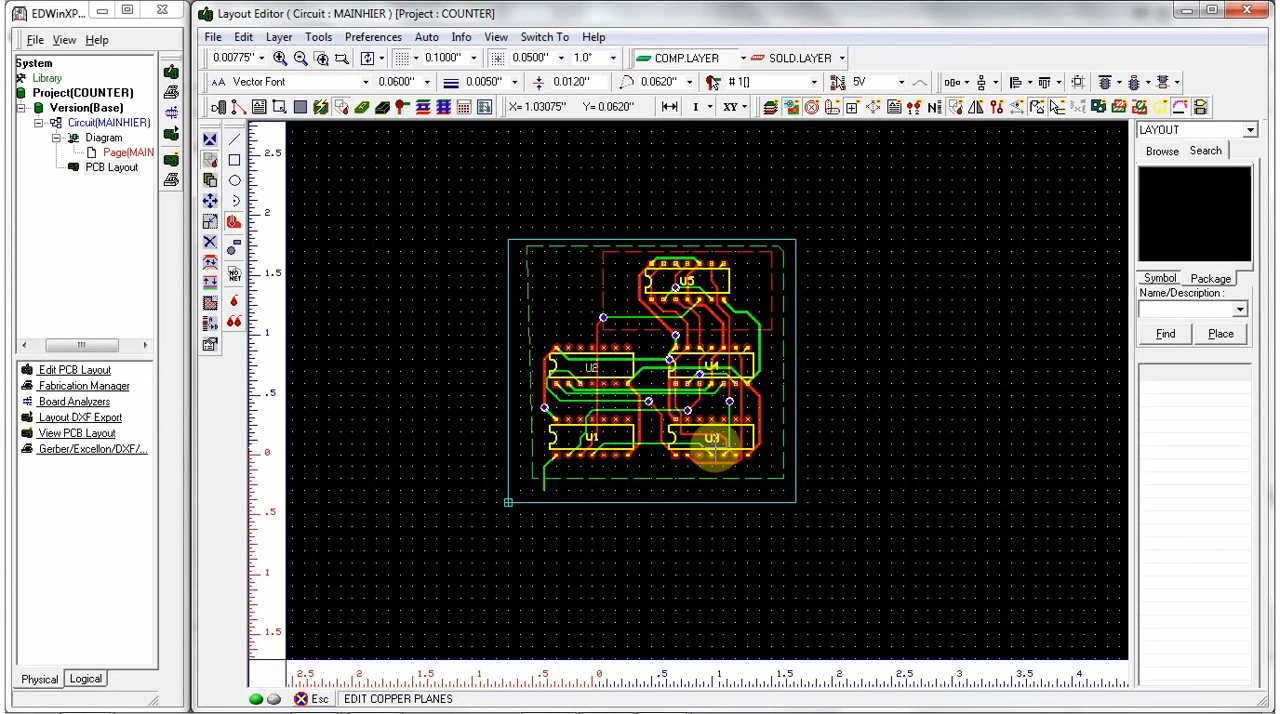 EDWinXP...
File View Help
System
Library
Project(COUNTER)
Version(Base)
Circuit(MAINHIER)
Diagram
Page(MAIN
PCB Layout
Edit PCB Layout
Fabrication Manager
Board Analyzers
Layout DXF Export
View PCB Layout
Gerber/Excellon/DXF/...
Physical Logical
Layout Editor ( Circuit : MAINHIER ) [Project : COUNTER]
File Edit Layer Tools Preferences Auto Info View Switch To Help
0.00775" 0.1000" 0.0500" 1.0° COMP.LAYER SOLD.LAYER
Vector Font 0.0600" 0.0050" 0.0120" 0.0620" # 1[] 5V
X= 1.03075" Y= 0.0620" I XY
2.5
2
1.5
1
.5
0
.5
1
1.5
U5
U2
U4
U1
U3
2.5 2 1.5 1 .5 0 .5 1 1.5 2 2.5 3 3.5 4
Esc EDIT COPPER PLANES
LAYOUT
Browse Search
Symbol Package
Name/Description :
Find Place